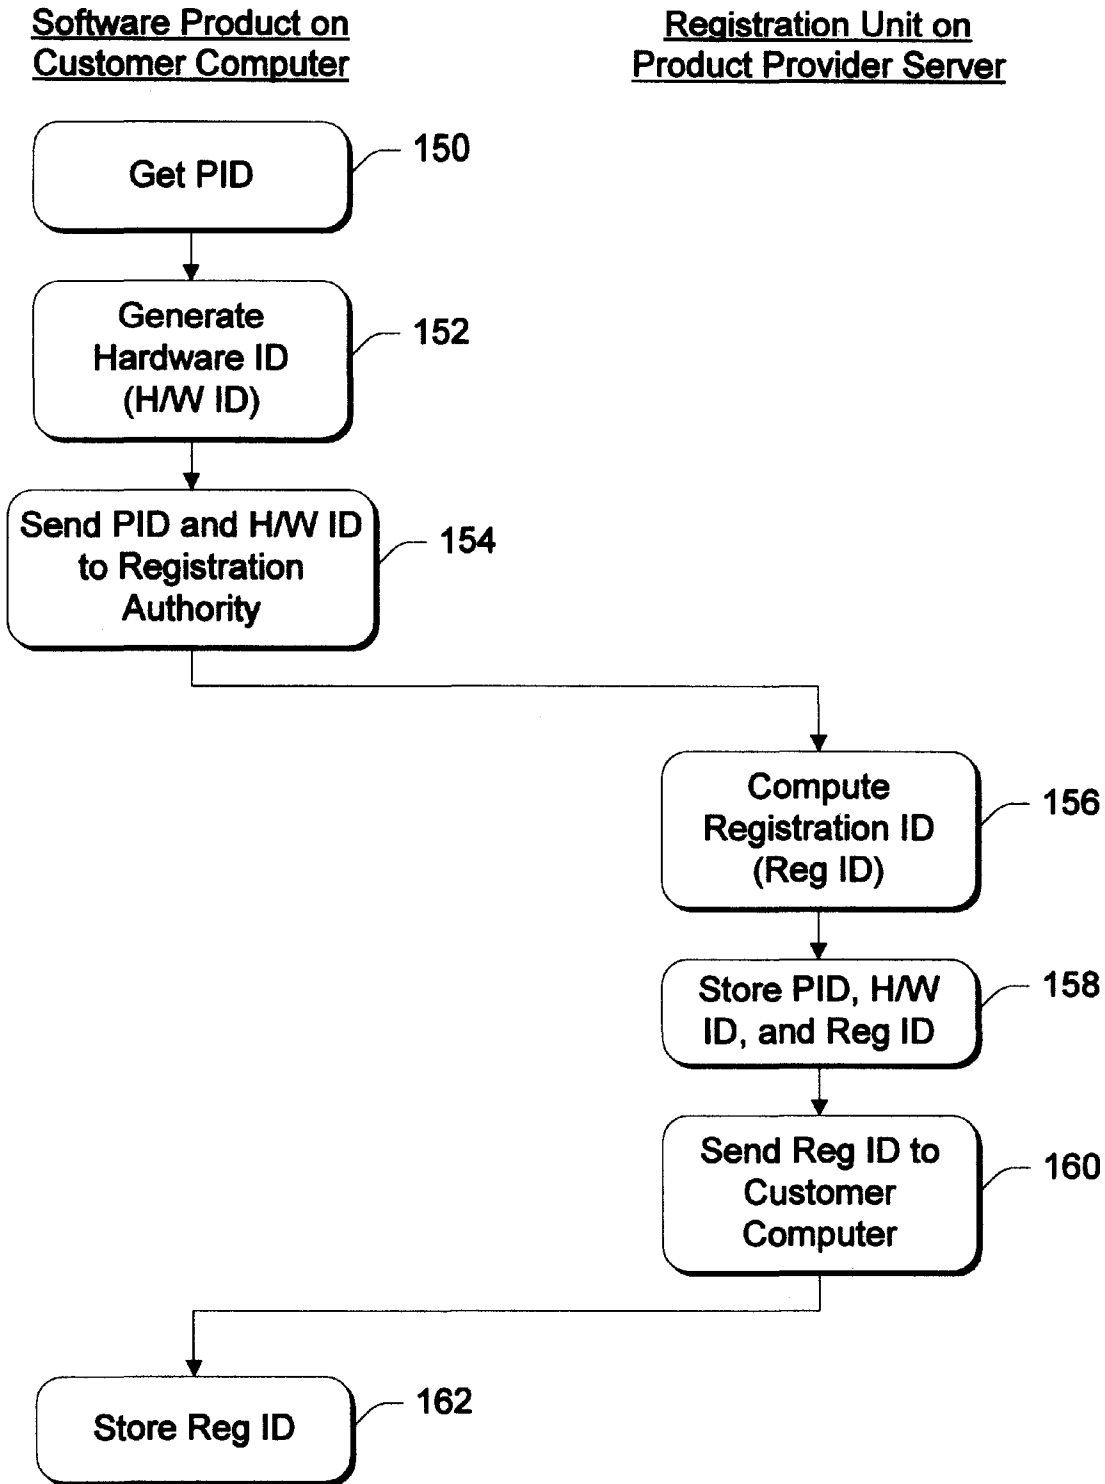 Software Product on
Customer Computer
Registration Unit on
Product Provider Server
Get PID
150
Generate
Hardware ID
(H/W ID)
152
Send PID and H/W ID
to Registration
Authority
154
Compute
Registration ID
(Reg ID)
156
Store PID, H/W
ID, and Reg ID
158
Send Reg ID to
Customer
Computer
160
Store Reg ID
162